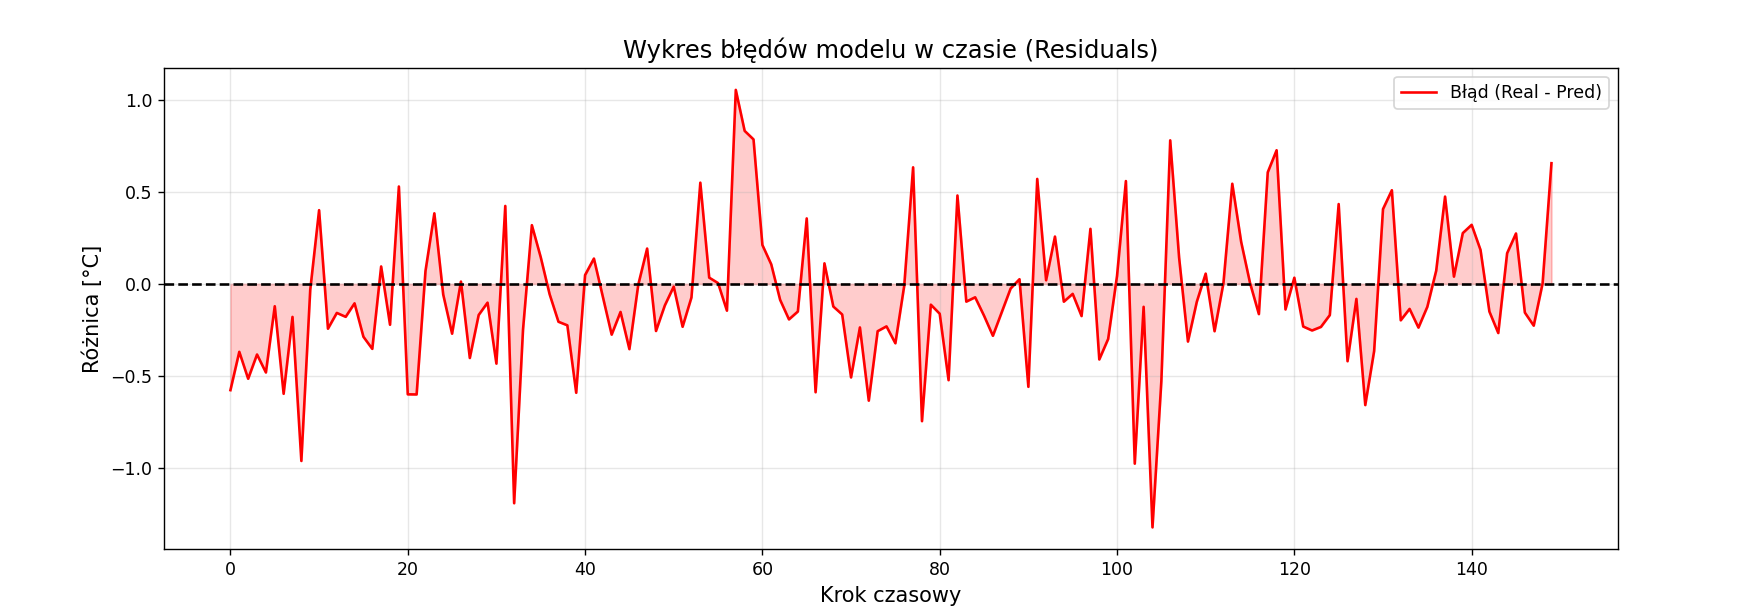 Wykres błędów modelu w czasie (Residuals)
Błąd (Real - Pred)
Różnica [°C]
1.0
0.5
0.0
−0.5
−1.0
0 20 40 60 80 100 120 140
Krok czasowy